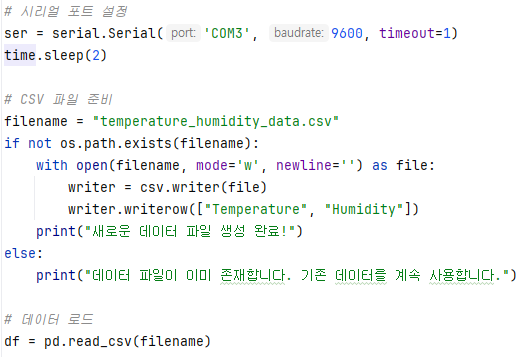 # 시리얼 포트 설정
ser = serial.Serial( port: 'COM3', baudrate: 9600, timeout=1)
time.sleep(2)
# CSV 파일 준비
filename = "temperature_humidity_data.csv"
if not os.path.exists(filename):
    with open(filename, mode='w', newline='') as file:
        writer = csv.writer(file)
        writer.writerow(["Temperature", "Humidity"])
    print("새로운 데이터 파일 생성 완료!")
else:
    print("데이터 파일이 이미 존재합니다. 기존 데이터를 계속 사용합니다.")
# 데이터 로드
df = pd.read_csv(filename)